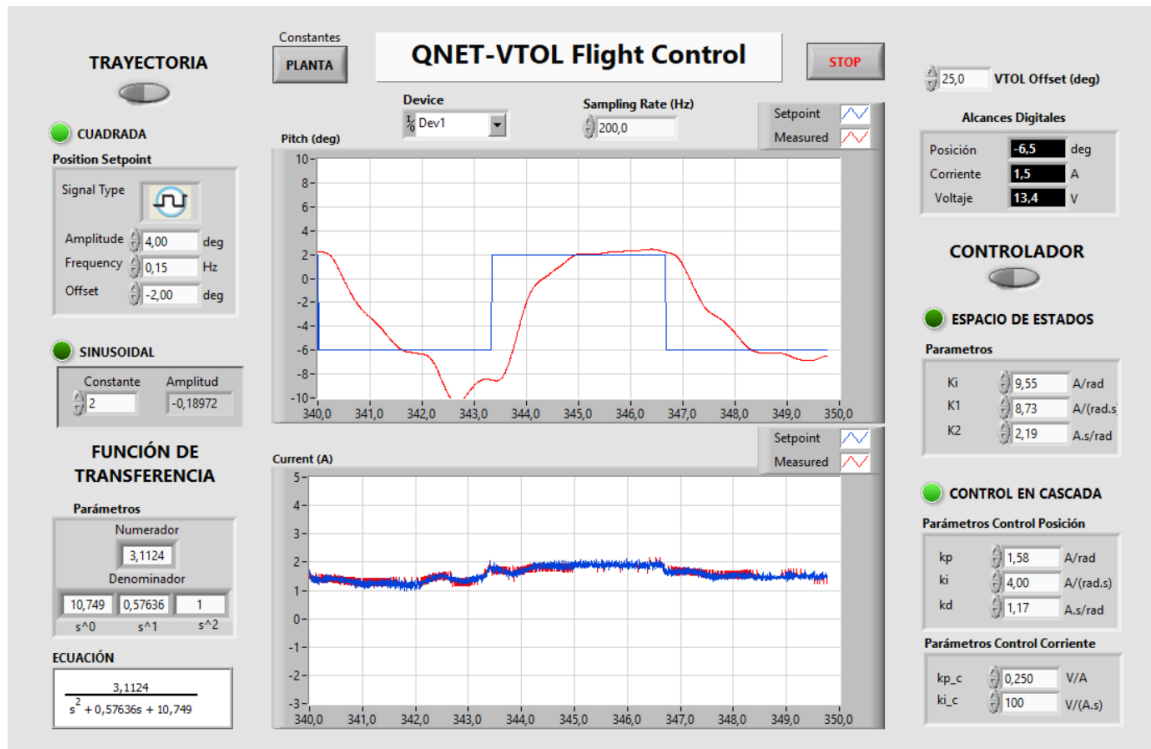 QNET-VTOL Flight Control
Constantes
PLANTA
STOP
TRAYECTORIA
CUADRADA
Position Setpoint
Signal Type
Amplitude 4,00 deg
Frequency 0,15 Hz
Offset -2,00 deg
SINUSOIDAL
Constante Amplitud
2 -0,18972
FUNCIÓN DE
TRANSFERENCIA
Parámetros
Numerador
3,1124
Denominador
10,749 0,57636 1
s^0 s^1 s^2
ECUACIÓN
3,1124
s2 + 0,57636s + 10,749
Device
I/0 Dev1
Sampling Rate (Hz)
200,0
Setpoint
Measured
Pitch (deg)
10
8
6
4
2
0
-2
-4
-6
-8
-10
340,0 341,0 342,0 343,0 344,0 345,0 346,0 347,0 348,0 349,0 350,0
Setpoint
Measured
Current (A)
5
4
3
2
1
0
-1
-2
-3
340,0 341,0 342,0 343,0 344,0 345,0 346,0 347,0 348,0 349,0 350,0
25,0 VTOL Offset (deg)
Alcances Digitales
Posición -6,5 deg
Corriente 1,5 A
Voltaje 13,4 V
CONTROLADOR
ESPACIO DE ESTADOS
Parametros
Ki 9,55 A/rad
K1 8,73 A/(rad.s
K2 2,19 A.s/rad
CONTROL EN CASCADA
Parámetros Control Posición
kp 1,58 A/rad
ki 4,00 A/(rad.s)
kd 1,17 A.s/rad
Parámetros Control Corriente
kp_c 0,250 V/A
ki_c 100 V/(A.s)